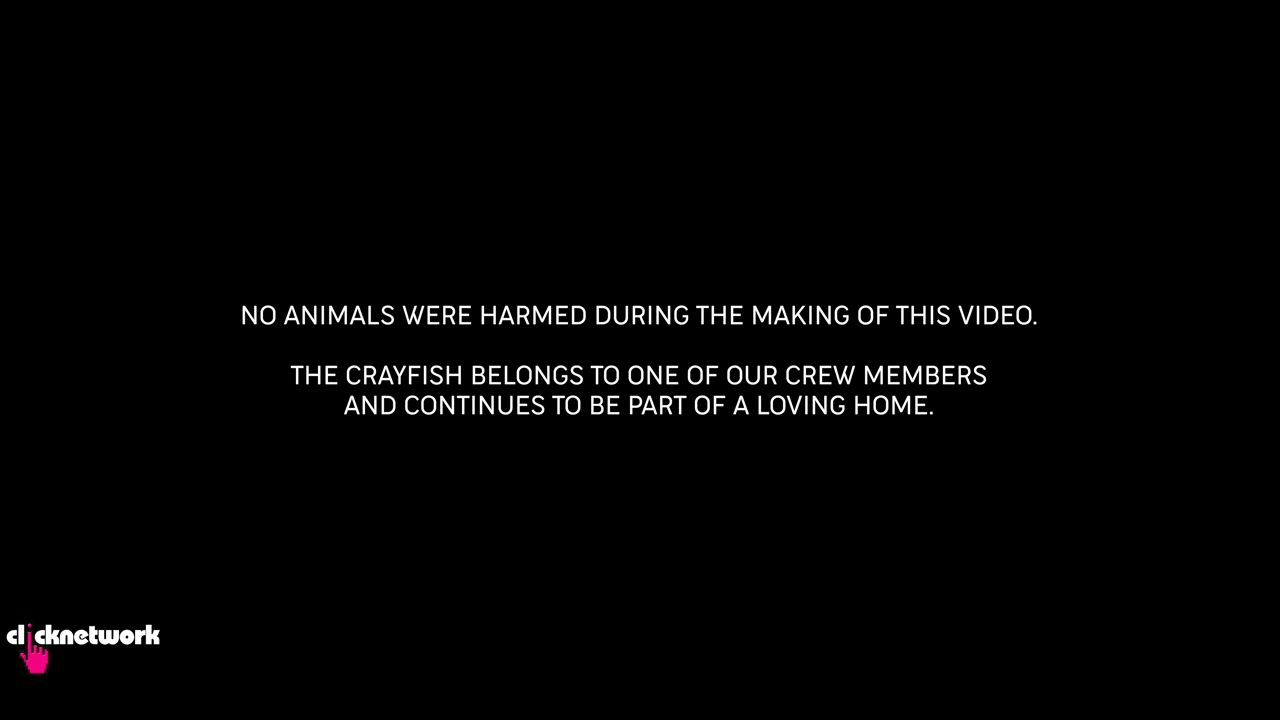 NO ANIMALS WERE HARMED DURING THE MAKING OF THIS VIDEO.
THE CRAYFISH BELONGS TO ONE OF OUR CREW MEMBERS
AND CONTINUES TO BE PART OF A LOVING HOME.
clicknetwork